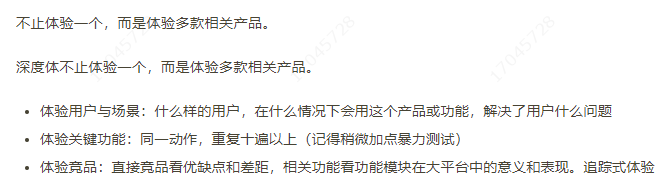 不止体验一个，而是体验多款相关产品。
深度体不止体验一个，而是体验多款相关产品。
• 体验用户与场景：什么样的用户，在什么情况下会用这个产品或功能，解决了用户什么问题
• 体验关键功能：同一动作，重复十遍以上（记得稍微加点暴力测试）
• 体验竞品：直接竞品看优缺点和差距，相关功能看功能模块在大平台中的意义和表现。追踪式体验
17045728
17045728
17045728